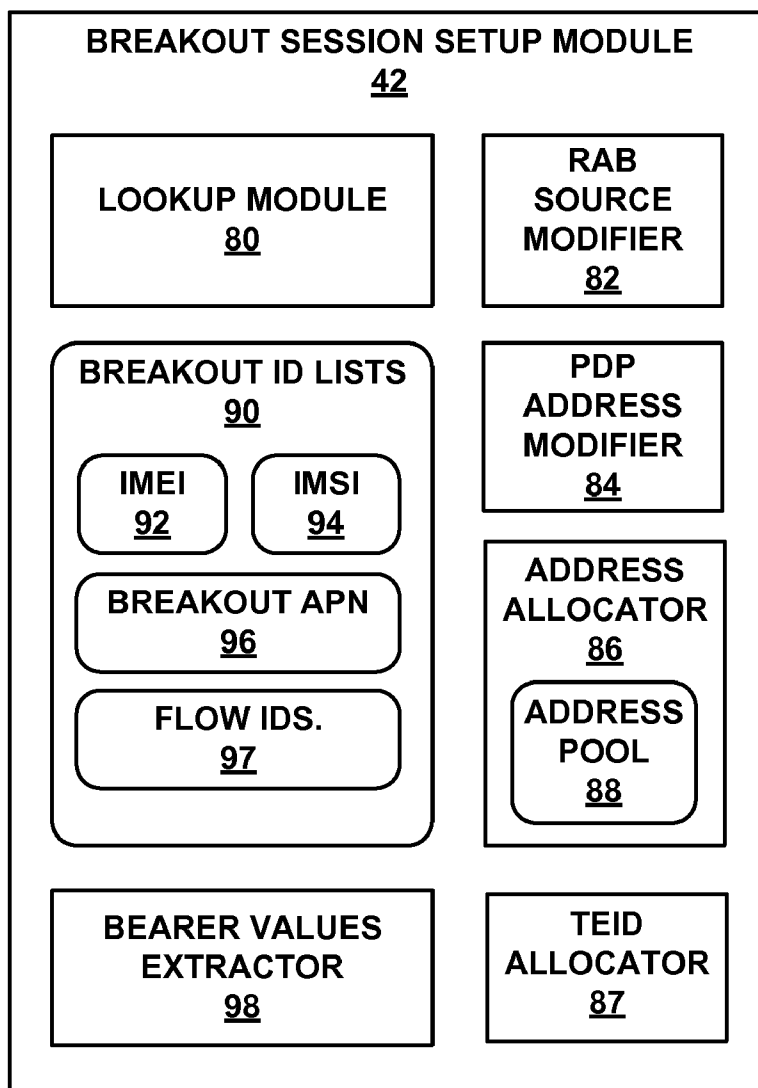 BREAKOUT SESSION SETUP MODULE
42
LOOKUP MODULE
80
RAB
SOURCE
MODIFIER
82
BREAKOUT ID LISTS
90
IMEI
92
IMSI
94
BREAKOUT APN
96
FLOW IDS.
97
PDP
ADDRESS
MODIFIER
84
ADDRESS
ALLOCATOR
86
ADDRESS
POOL
88
BEARER VALUES
EXTRACTOR
98
TEID
ALLOCATOR
87